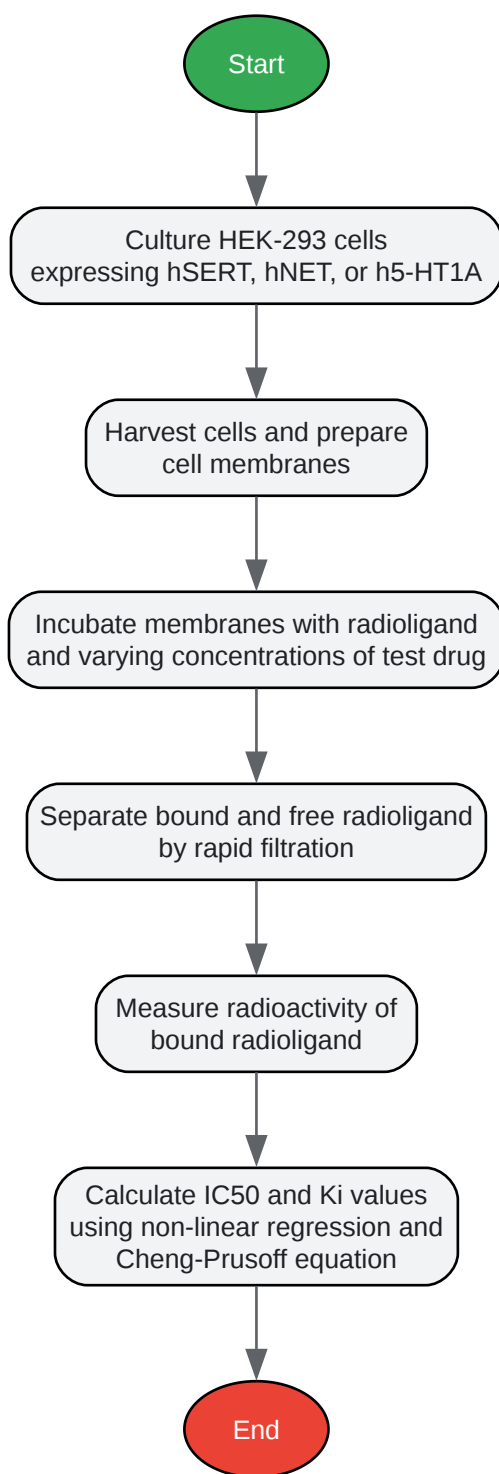 Start
Culture HEK-293 cells
expressing hSERT, hNET, or h5-HT1A
Harvest cells and prepare
cell membranes
Incubate membranes with radioligand
and varying concentrations of test drug
Separate bound and free radioligand
by rapid filtration
Measure radioactivity of
bound radioligand
Calculate IC50 and Ki values
using non-linear regression and
Cheng-Prusoff equation
End